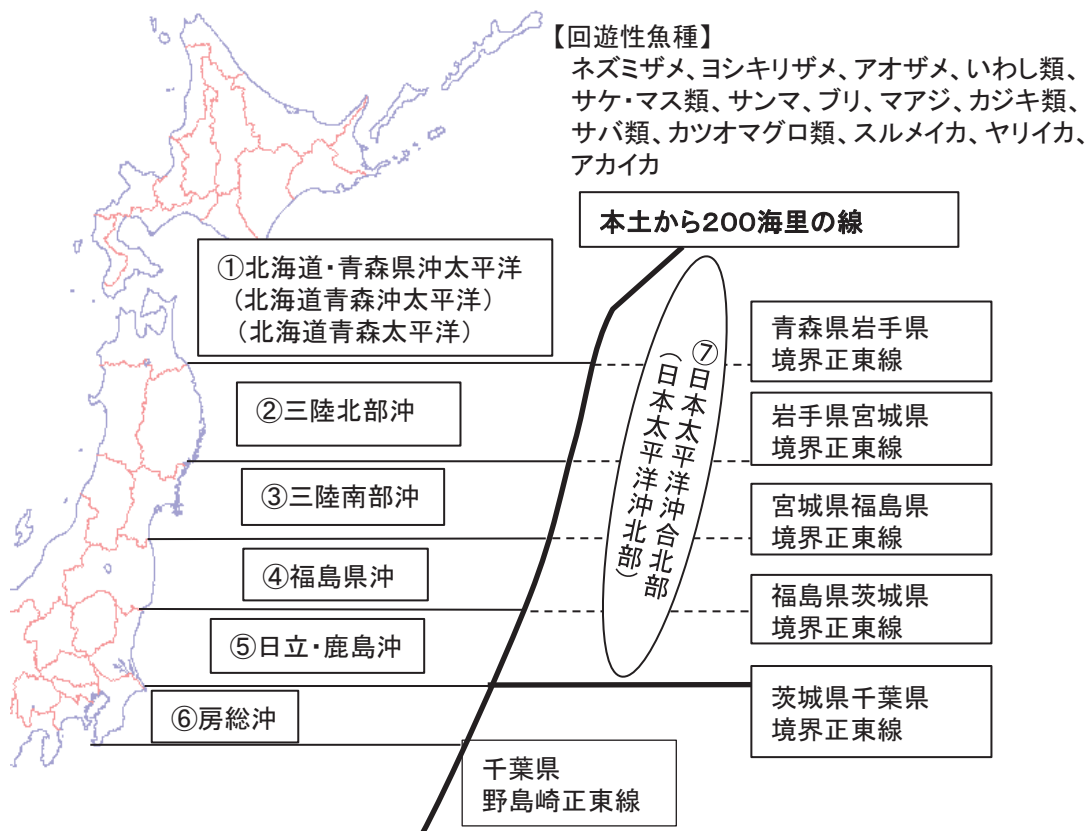 【回遊性魚種】
ネズミザメ、ヨシキリザメ、アオザメ、いわし類、
サケ・マス類、サンマ、ブリ、マアジ、カジキ類、
サバ類、カツオマグロ類、スルメイカ、ヤリイカ、
アカイカ
本土から200海里の線
①北海道・青森県沖太平洋
(北海道青森沖太平洋)
(北海道青森太平洋)
②三陸北部沖
③三陸南部沖
④福島県沖
⑤日立・鹿島沖
⑥房総沖
⑦日本太平洋沖合北部
(日本太平洋沖北部)
青森県岩手県
境界正東線
岩手県宮城県
境界正東線
宮城県福島県
境界正東線
福島県茨城県
境界正東線
茨城県千葉県
境界正東線
千葉県
野島崎正東線